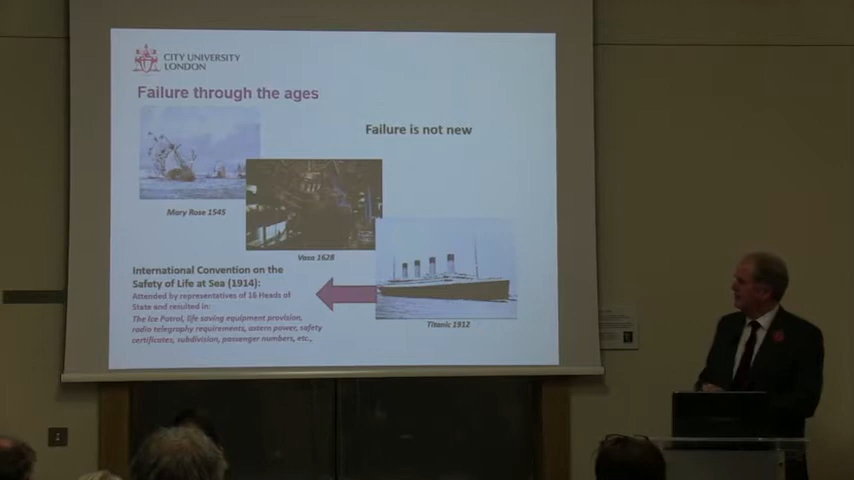 CITY UNIVERSITY
LONDON
Failure through the ages
Failure is not new
Mary Rose 1545
Vasa 1628
International Convention on the
Safety of Life at Sea (1914):
Attended by representatives of 16 Heads of
State and resulted in:
The Ice Patrol, life saving equipment provision,
radio telegraphy requirements, astern power, safety
certificates, subdivision, passenger numbers, etc.,
Titanic 1912